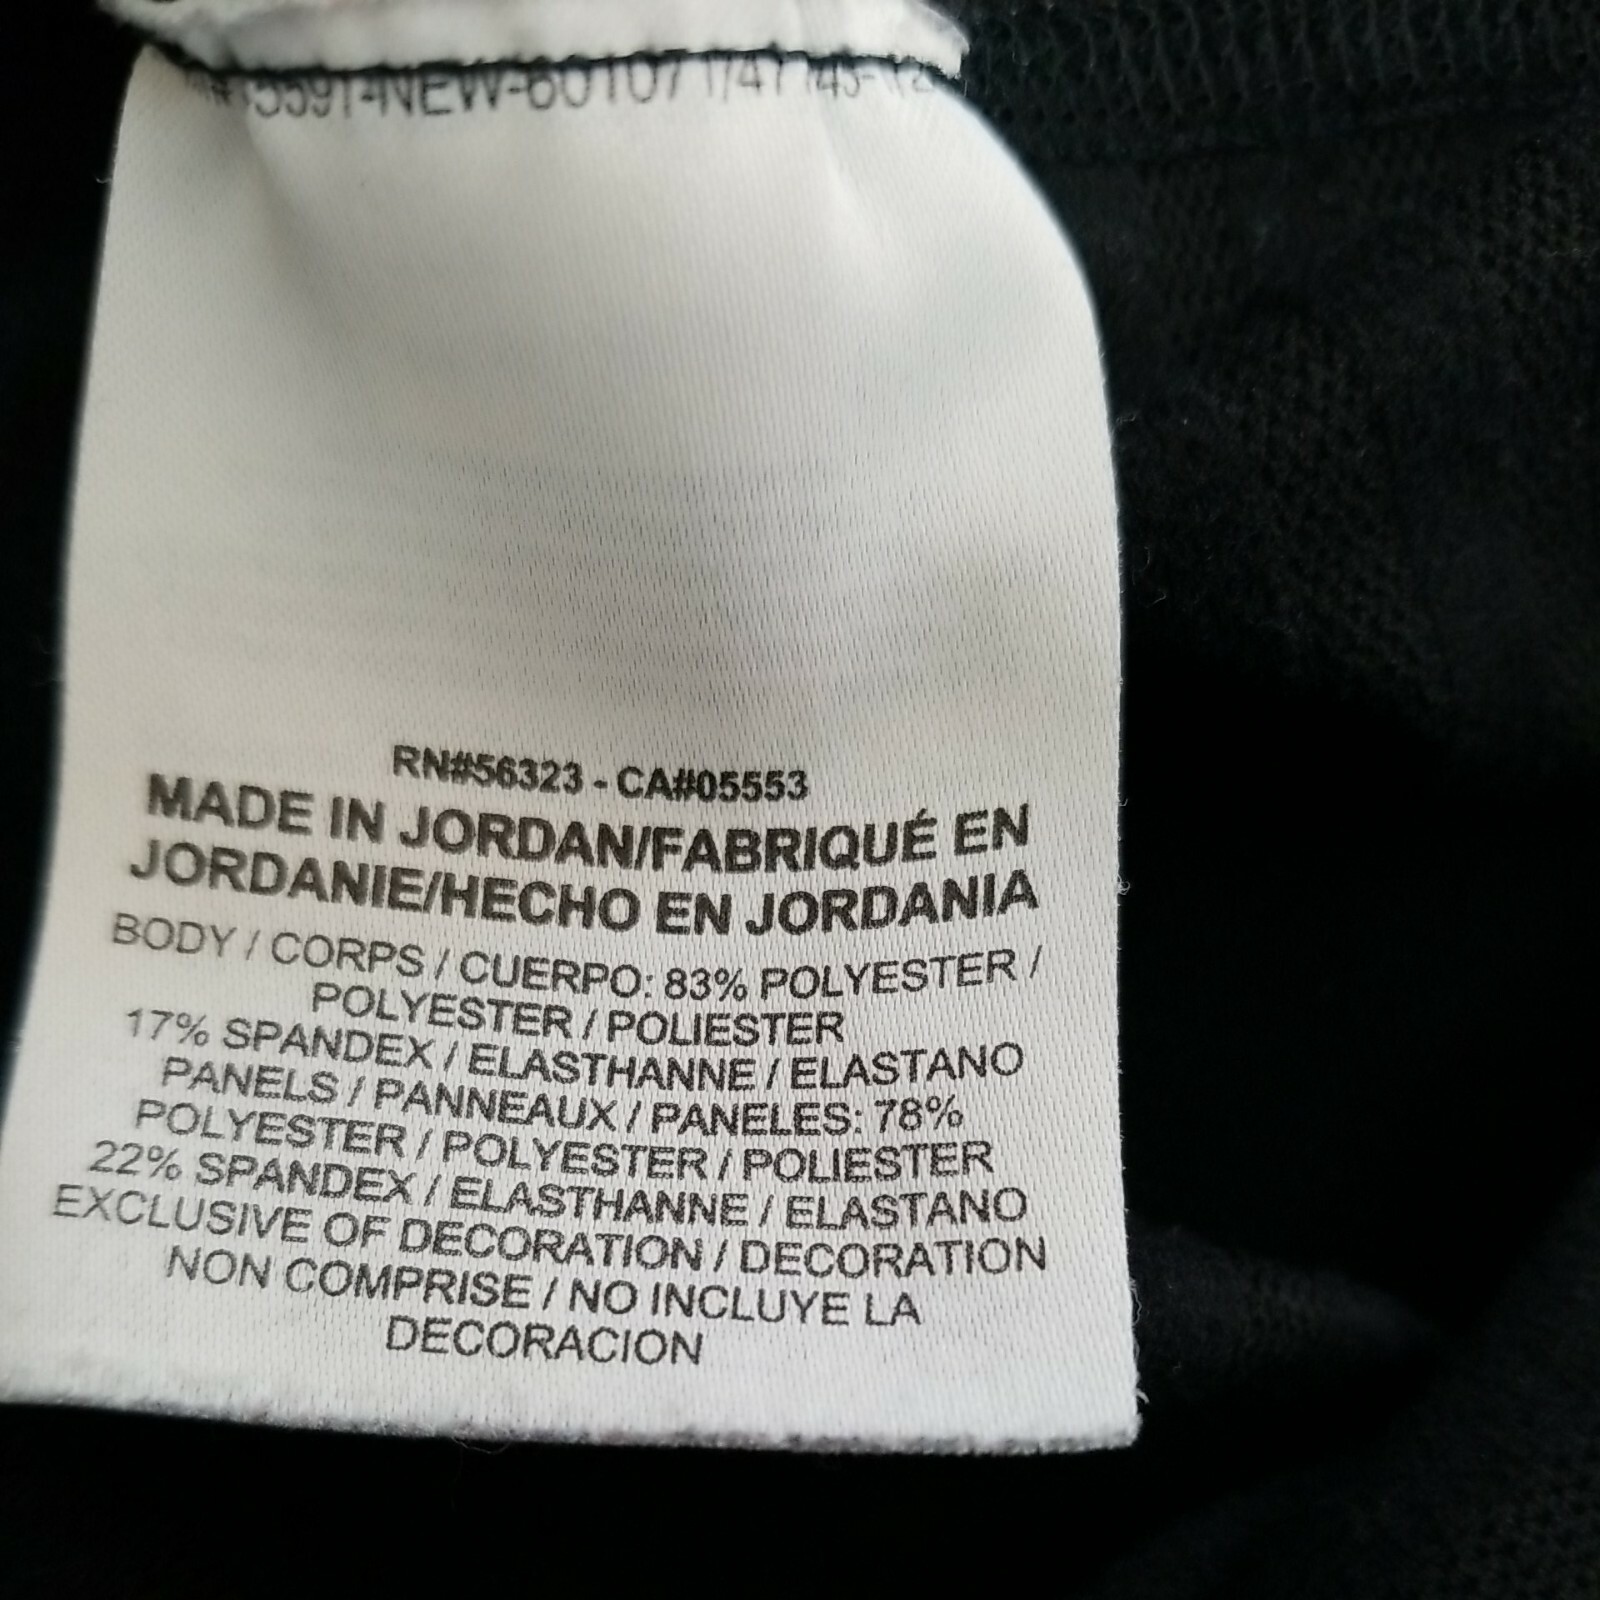 RN#56323 - CA#05553
MADE IN JORDAN/FABRIQUÉ EN
JORDANIE/HECHO EN JORDANIA
BODY / CORPS / CUERPO: 83% POLYESTER /
POLYESTER / POLIESTER
17% SPANDEX / ELASTHANNE / ELASTANO
PANELS / PANNEAUX / PANELES: 78%
POLYESTER / POLYESTER / POLIESTER
22% SPANDEX / ELASTHANNE / ELASTANO
EXCLUSIVE OF DECORATION / DECORATION
NON COMPRISE / NO INCLUYE LA
DECORACION